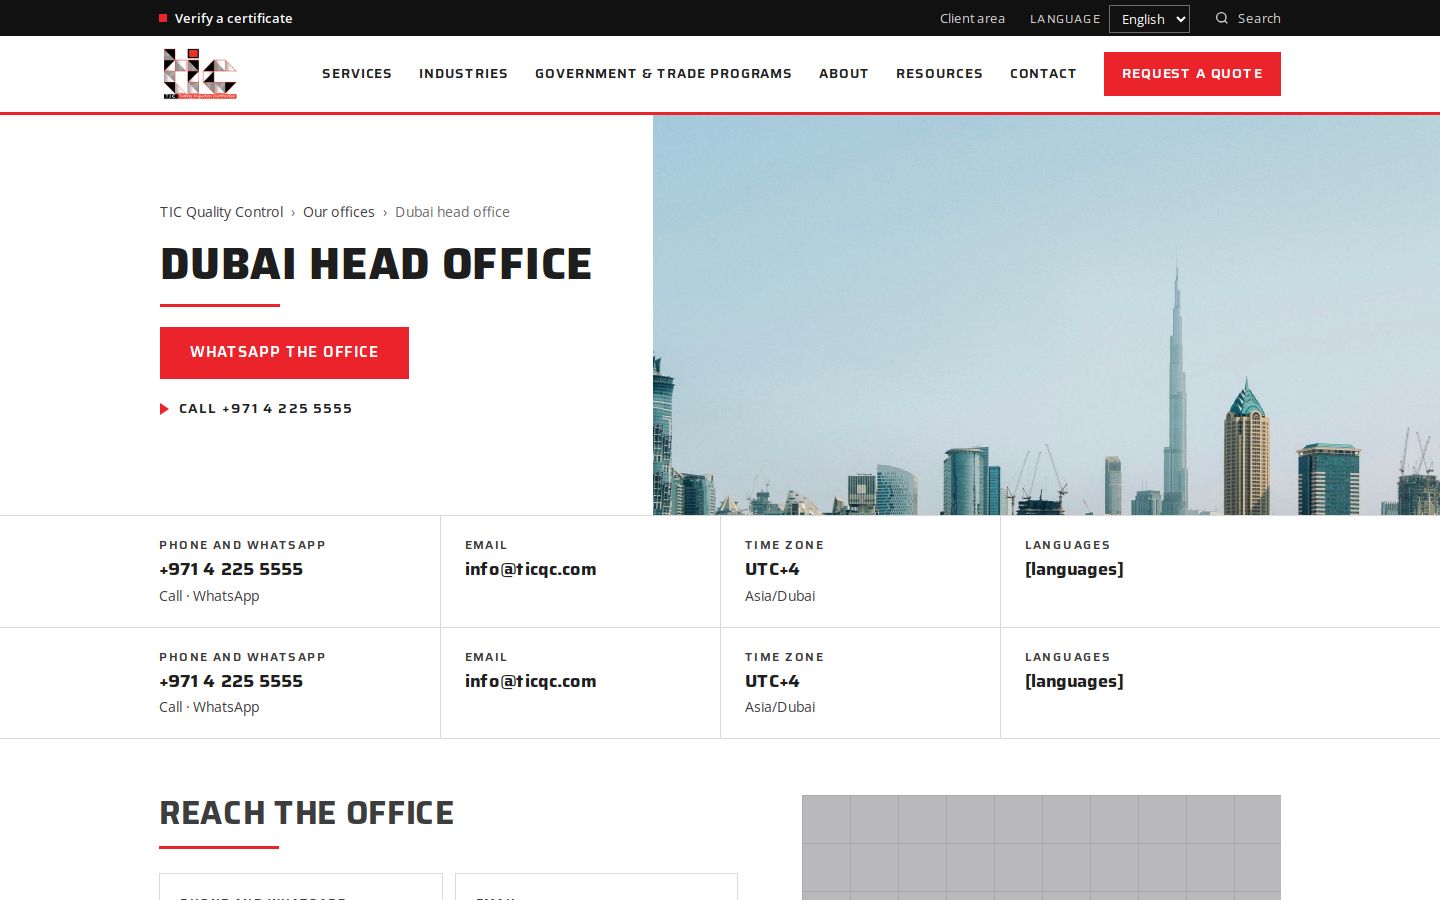 Verify a certificate
Client area
LANGUAGE
English
Search
tic
SERVICES
INDUSTRIES
GOVERNMENT & TRADE PROGRAMS
ABOUT
RESOURCES
CONTACT
REQUEST A QUOTE
TIC Quality Control › Our offices › Dubai head office
DUBAI HEAD OFFICE
WHATSAPP THE OFFICE
CALL +971 4 225 5555
PHONE AND WHATSAPP
+971 4 225 5555
Call · WhatsApp
EMAIL
info@ticqc.com
TIME ZONE
UTC+4
Asia/Dubai
LANGUAGES
[languages]
PHONE AND WHATSAPP
+971 4 225 5555
Call · WhatsApp
EMAIL
info@ticqc.com
TIME ZONE
UTC+4
Asia/Dubai
LANGUAGES
[languages]
REACH THE OFFICE